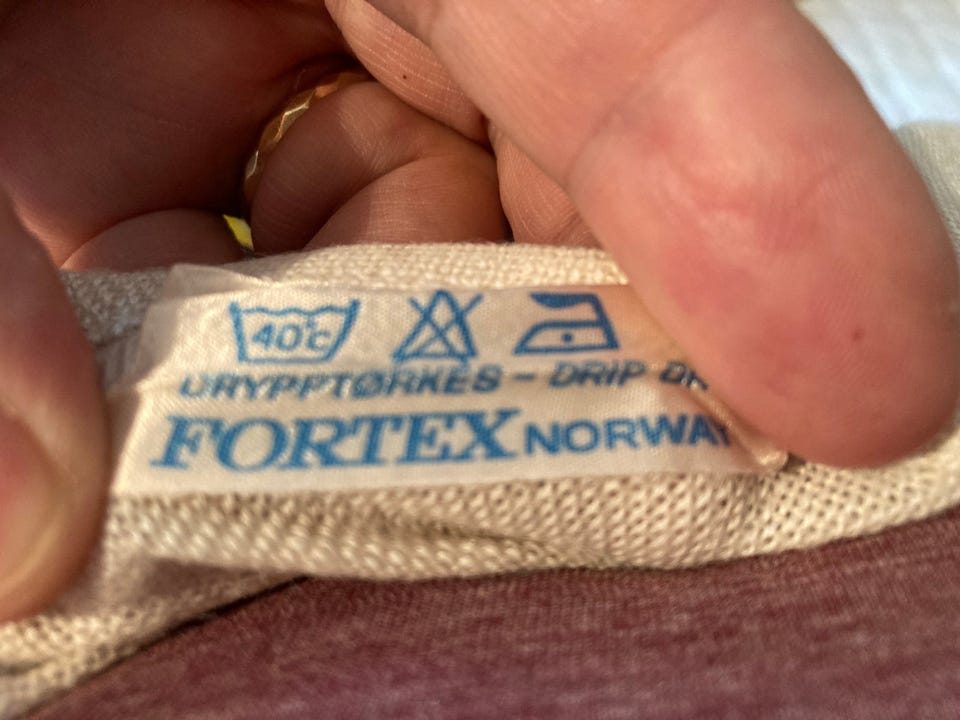 40°C
DRYPPTØRKES - DRIP
FORTEX NORWAY